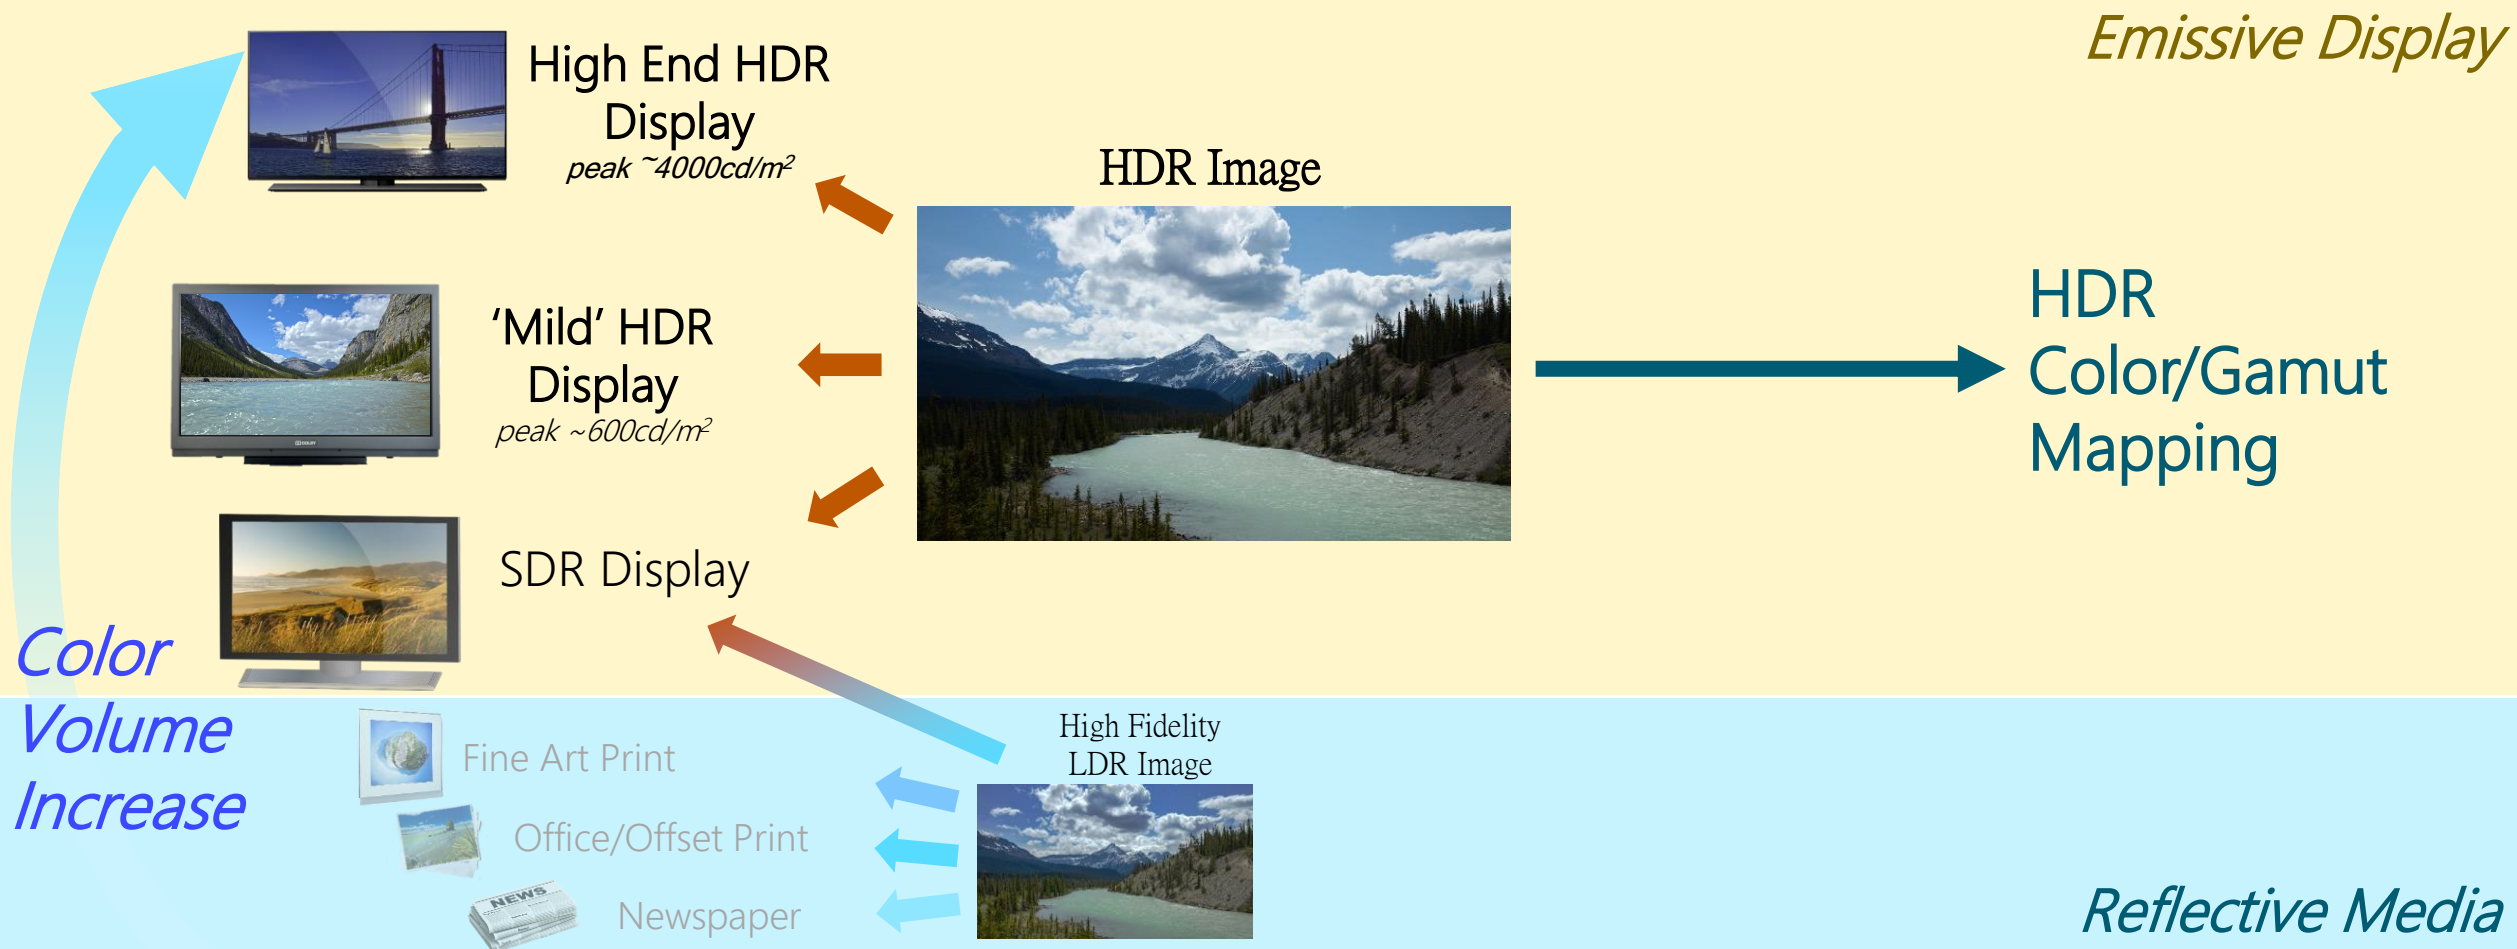 Emissive Display
High End HDR
Display
peak ~4000cd/m²
HDR Image
‘Mild’ HDR
Display
peak ~600cd/m²
HDR
Color/Gamut
Mapping
SDR Display
Color
Volume
Increase
High Fidelity
LDR Image
Fine Art Print
Office/Offset Print
NEWS
Newspaper
Reflective Media